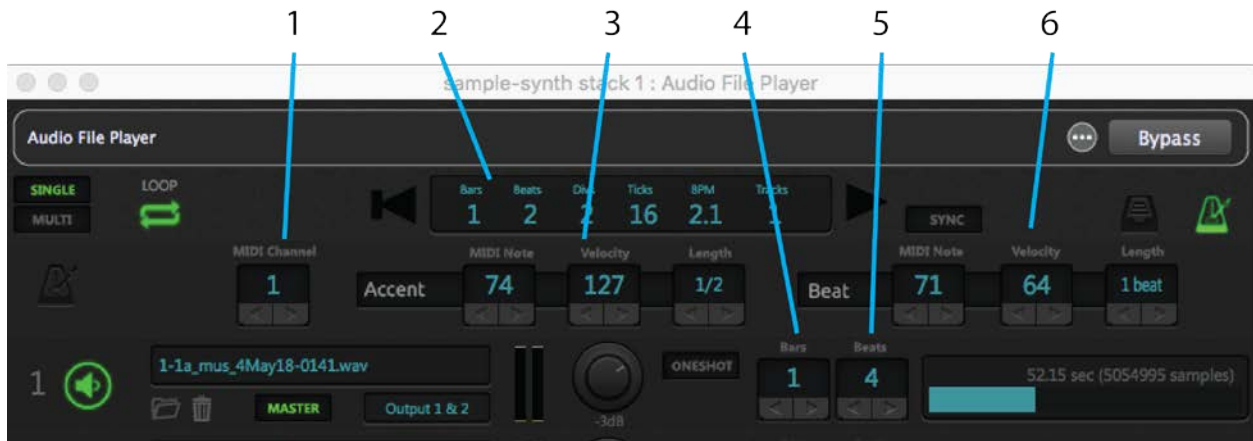 1 2 3 4 5 6
sample-synth stack 1 : Audio File Player
Audio File Player
Bypass
SINGLE
MULTI
LOOP
Bars Beats Divs Ticks BPM Tracks
1 2 2 16 2.1 1
SYNC
MIDI Channel
1
Accent
MIDI Note Velocity Length
74 127 1/2
Beat
MIDI Note Velocity Length
71 64 1 beat
1
1-1a_mus_4May18-0141.wav
MASTER
Output 1 & 2
-3dB
ONESHOT
Bars Beats
1 4
52.15 sec (5054995 samples)